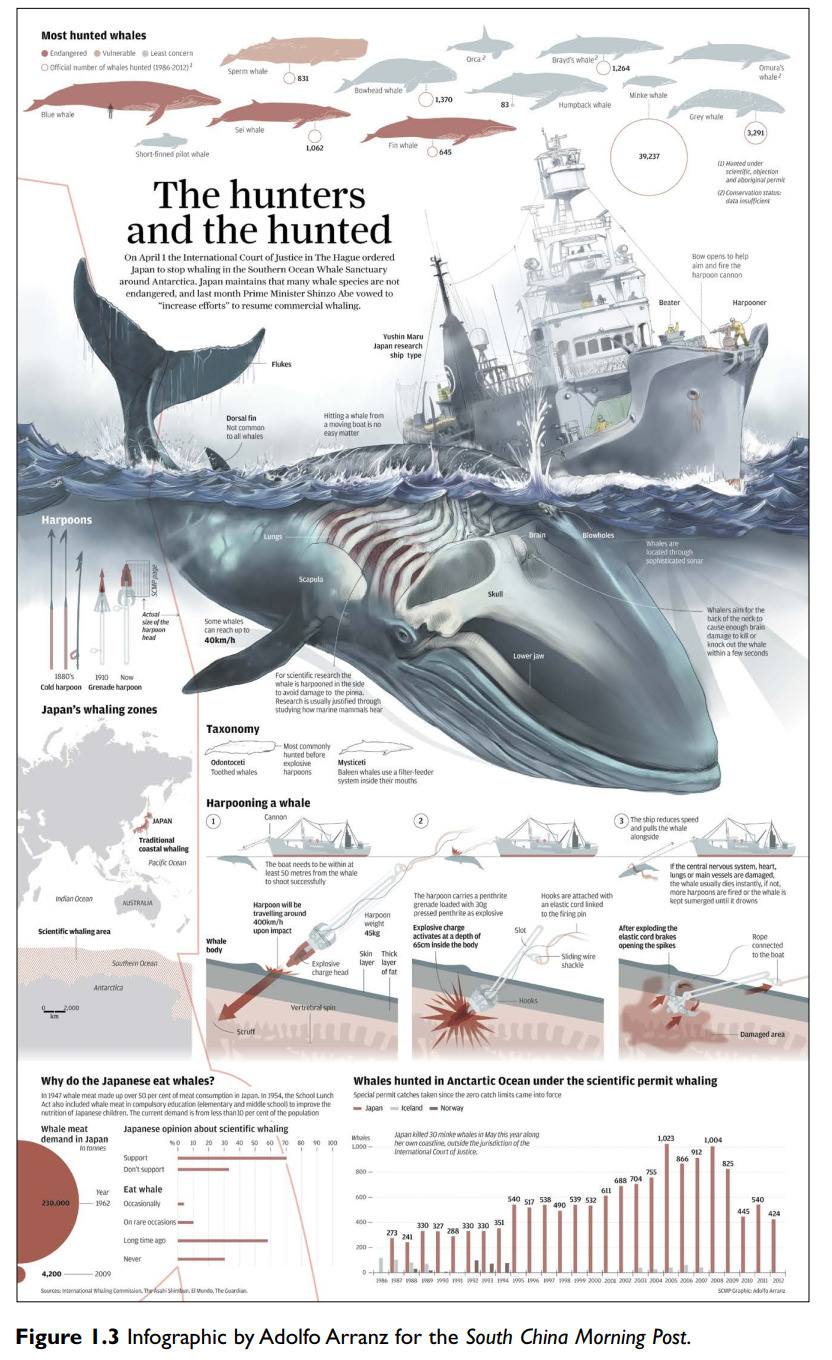 Most hunted whales
Endangered
Vulnerable
Least concern
Official number of whales hunted (1986-2012) 1
Blue whale
Sperm whale
831
Sei whale
1,062
Short-finned pilot whale
Bowhead whale
1,370
Fin whale
645
Orca 2
83
Humpback whale
Brayd's whale 2
1,264
Minke whale
39,237
Omura's
whale 2
Grey whale
3,291
(1) Hunted under
scientific, objection
and aboriginal permit
(2) Conservation status:
data insufficient
The hunters
and the hunted
On April 1 the International Court of Justice in The Hague ordered
Japan to stop whaling in the Southern Ocean Whale Sanctuary
around Antarctica. Japan maintains that many whale species are not
endangered, and last month Prime Minister Shinzo Abe vowed to
"increase efforts" to resume commercial whaling.
Bow opens to help
aim and fire the
harpoon cannon
Beater
Harpooner
Yushin Maru
Japan research
ship type
Flukes
Dorsal fin
Not common
to all whales
Hitting a whale from
a moving boat is no
easy matter
Harpoons
SCMP page
Actual
size of the
harpoon
head
1880's
Cold harpoon
1910
Now
Grenade harpoon
Lungs
Scapula
Brain
Blowholes
Skull
Lower jaw
Whales are
located through
sophisticated sonar
Whalers aim for the
back of the neck to
cause enough brain
damage to kill or
knock out the whale
within a few seconds
Some whales
can reach up to
40km/h
For scientific research the
whale is harpooned in the side
to avoid damage to the pinna.
Research is usually justified through
studying how marine mammals hear
Japan's whaling zones
JAPAN
Traditional
coastal whaling
Pacific Ocean
Indian Ocean
AUSTRALIA
Scientific whaling area
Southern Ocean
Antarctica
0 2,000
km
Taxonomy
Odontoceti
Toothed whales
Most commonly
hunted before
explosive
harpoons
Mysticeti
Baleen whales use a filter-feeder
system inside their mouths
Harpooning a whale
1
Cannon
The boat needs to be within at
least 50 metres from the whale
to shoot successfully
Harpoon will be
travelling around
400km/h
upon impact
Harpoon
weight
45kg
Whale
body
Explosive
charge head
Skin
layer
Thick
layer
of fat
Vertrebral spin
Scruff
2
The harpoon carries a penthrite
grenade loaded with 30g
pressed penthrite as explosive
Explosive charge
activates at a depth of
65cm inside the body
Hooks are attached with
an elastic cord linked
to the firing pin
Slot
Sliding wire
shackle
Hooks
3
The ship reduces speed
and pulls the whale
alongside
If the central nervous system, heart,
lungs or main vessels are damaged,
the whale usually dies instantly, if not,
more harpoons are fired or the whale is
kept sumerged until it drowns
After exploding the
elastic cord brakes
opening the spikes
Rope
connected
to the boat
Damaged area
Why do the Japanese eat whales?
In 1947 whale meat made up over 50 per cent of meat consumption in Japan. In 1954, the School Lunch
Act also included whale meat in compulsory education (elementary and middle school) to improve the
nutrition of Japanese children. The current demand is from less than10 per cent of the population
Whale meat
demand in Japan
In tonnes
230,000
Year
1962
4,200
2009
Japanese opinion about scientific whaling
% 0 10 20 30 40 50 60 70 80 90 100
Support
Don't support
Eat whale
Occasionally
On rare occasions
Long time ago
Never
Sources: International Whaling Commission, The Asahi Shimbun, El Mundo, The Guardian.
Whales hunted in Anctartic Ocean under the scientific permit whaling
Special permit catches taken since the zero catch limits came into force
Japan
Iceland
Norway
Whales
Japan killed 30 minke whales in May this year along
her own coastline, outside the jurisdiction of the
International Court of Justice.
1,000
800
600
400
200
273 241 330 327 288 330 330 351 540 517 538 490 539 532 611 688 704 755 1,023 866 912 1,004 825 445 540 424
1986 1987 1988 1989 1990 1991 1992 1993 1994 1995 1996 1997 1998 1999 2000 2001 2002 2003 2004 2005 2006 2007 2008 2009 2010 2011 2012
SCMP Graphic: Adolfo Arranz
Figure 1.3 Infographic by Adolfo Arranz for the South China Morning Post.